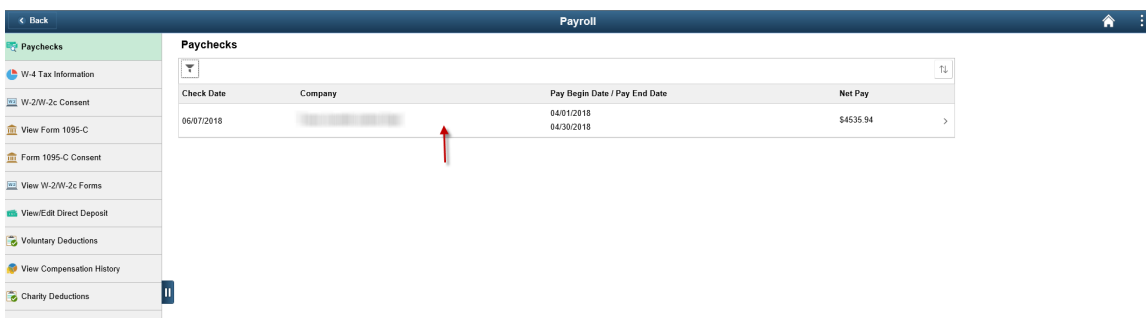 Back
Payroll
Paychecks
W-4 Tax Information
W-2/W-2c Consent
View Form 1095-C
Form 1095-C Consent
View W-2/W-2c Forms
View/Edit Direct Deposit
Voluntary Deductions
View Compensation History
Charity Deductions
Paychecks
Check Date Company Pay Begin Date / Pay End Date Net Pay
06/07/2018 04/01/2018 $4535.94
04/30/2018